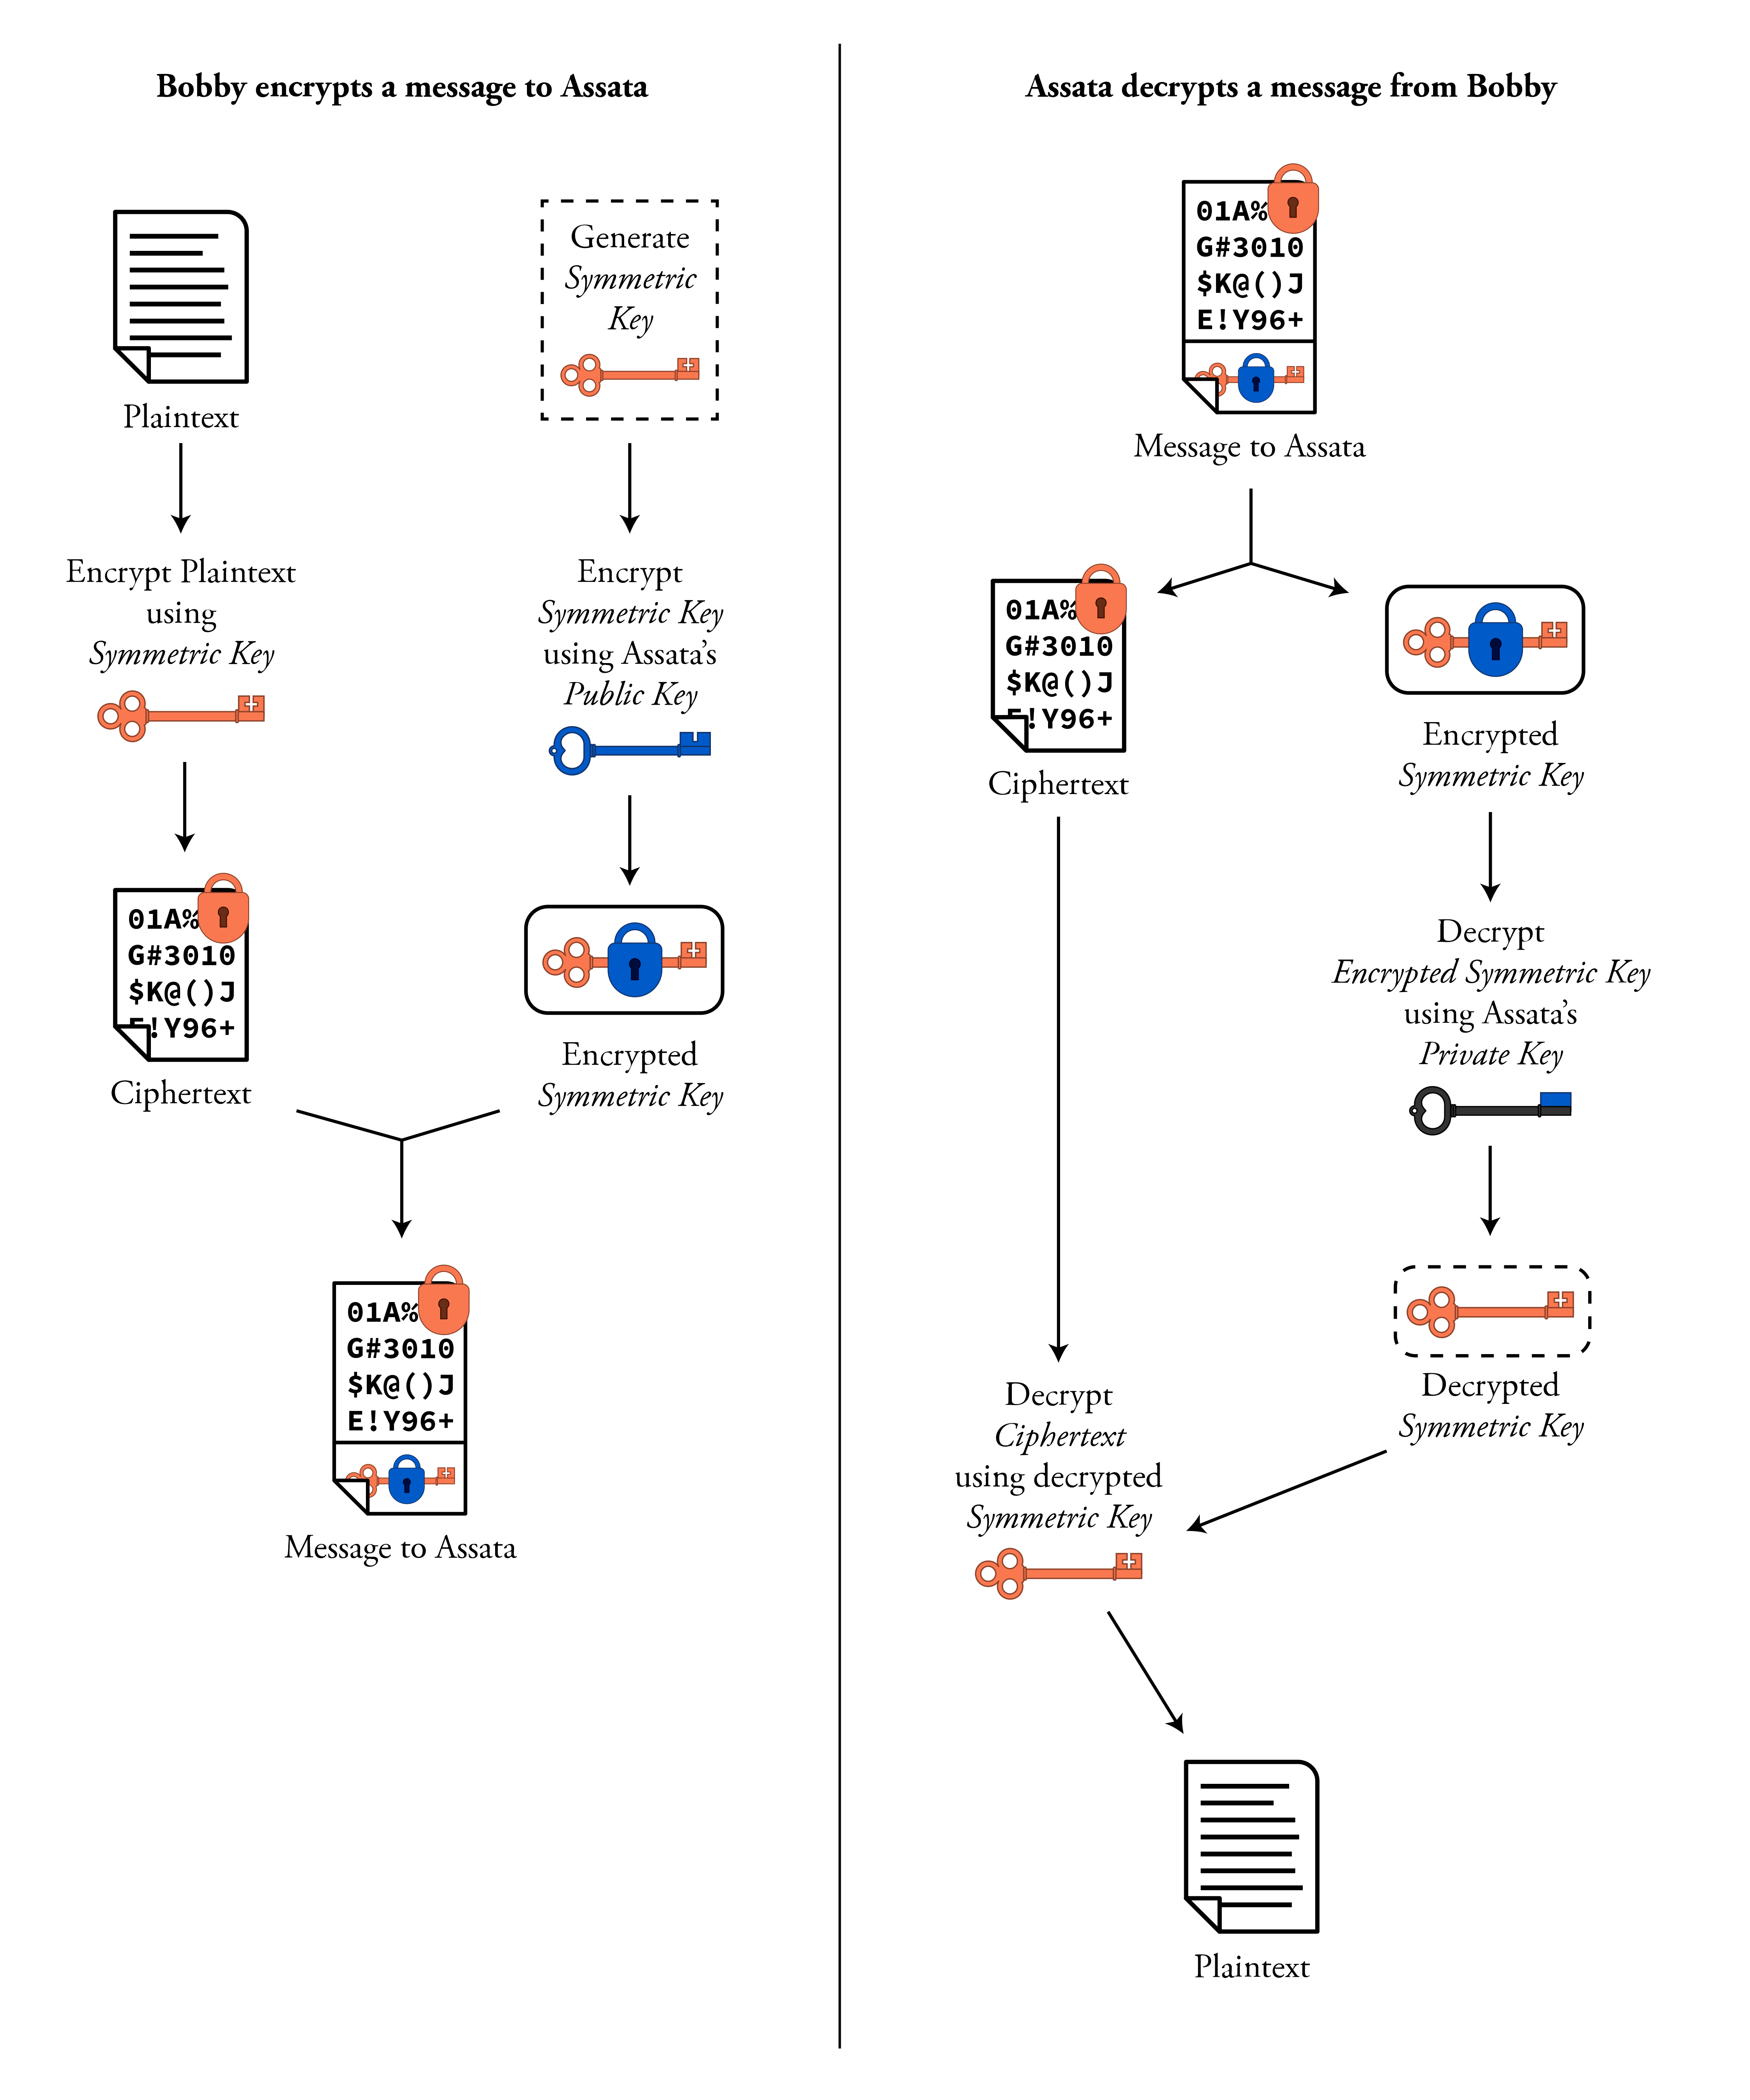 Bobby encrypts a message to Assata
Plaintext
Encrypt Plaintext
using
Symmetric Key
01A%
G#3010
$K@()J
E!Y96+
Ciphertext
Generate
Symmetric
Key
Encrypt
Symmetric Key
using Assata’s
Public Key
Encrypted
Symmetric Key
01A%
G#3010
$K@()J
E!Y96+
Message to Assata
Assata decrypts a message from Bobby
01A%
G#3010
$K@()J
E!Y96+
Message to Assata
01A%
G#3010
$K@()J
E!Y96+
Ciphertext
Encrypted
Symmetric Key
Decrypt
Encrypted Symmetric Key
using Assata’s
Private Key
Decrypted
Symmetric Key
Decrypt
Ciphertext
using decrypted
Symmetric Key
Plaintext